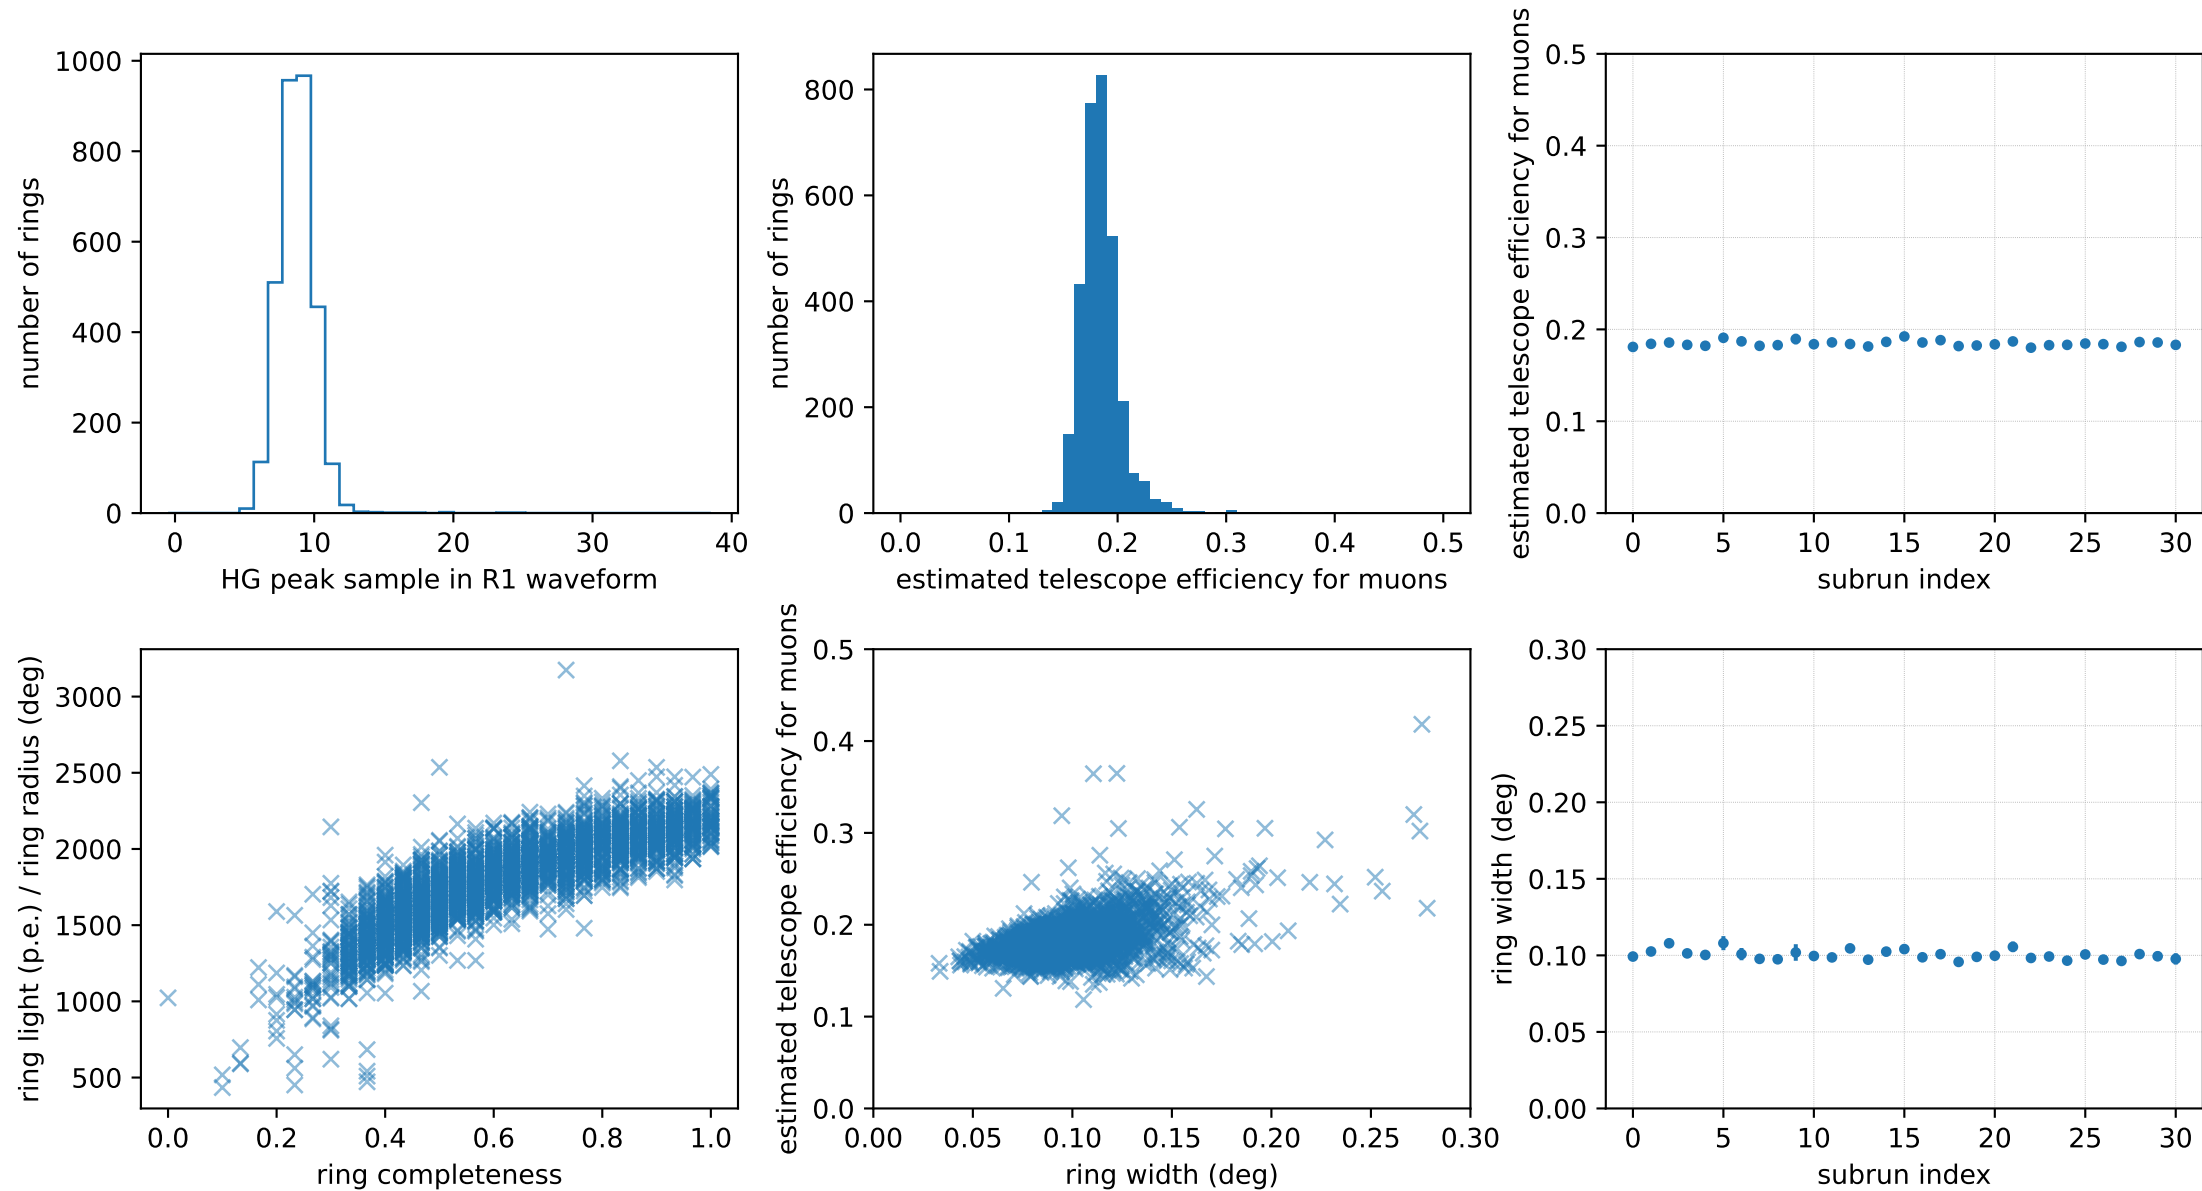 1000
800
600
400
200
0
number of rings
0 10 20 30 40
HG peak sample in R1 waveform
800
600
400
200
0
number of rings
0.0 0.1 0.2 0.3 0.4 0.5
estimated telescope efficiency for muons
0.5
0.4
0.3
0.2
0.1
0.0
estimated telescope efficiency for muons
0 5 10 15 20 25 30
subrun index
3000
2500
2000
1500
1000
500
ring light (p.e.) / ring radius (deg)
0.0 0.2 0.4 0.6 0.8 1.0
ring completeness
0.5
0.4
0.3
0.2
0.1
0.0
estimated telescope efficiency for muons
0.00 0.05 0.10 0.15 0.20 0.25 0.30
ring width (deg)
0.30
0.25
0.20
0.15
0.10
0.05
0.00
ring width (deg)
0 5 10 15 20 25 30
subrun index